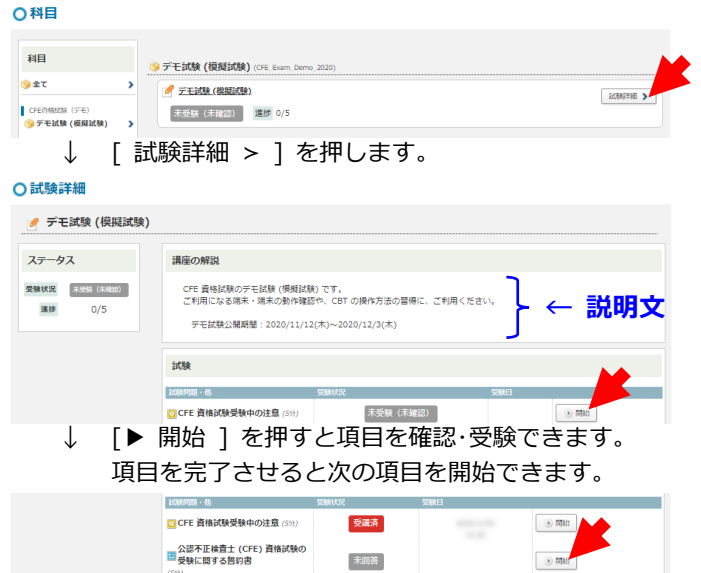 科目
科目
全て
CFE資格試験 (デモ)
デモ試験 (模擬試験)
デモ試験 (模擬試験) (CFE_Exam_Demo_2020)
デモ試験 (模擬試験)
未受験（未確認） 進捗 0/5
試験詳細
↓ [ 試験詳細 > ] を押します。
試験詳細
デモ試験 (模擬試験)
ステータス
受験状況 未受験（未確認）
進捗 0/5
講座の解説
CFE 資格試験のデモ試験 (模擬試験) です。
ご利用になる端末・端末の動作確認や、CBT の操作方法の習得に、ご利用ください。
デモ試験公開期間：2020/11/12(木)～2020/12/3(木)
← 説明文
試験
試験問題・他 受験状況 受験日
CFE 資格試験受験中の注意 (5分) 未受験（未確認） 開始
↓ [▶ 開始 ] を押すと項目を確認･受験できます。
項目を完了させると次の項目を開始できます。
試験問題・他 受験状況 受験日
CFE 資格試験受験中の注意 (5分) 受講済 開始
公認不正検査士 (CFE) 資格試験の
受験に関する誓約書 未回答 開始